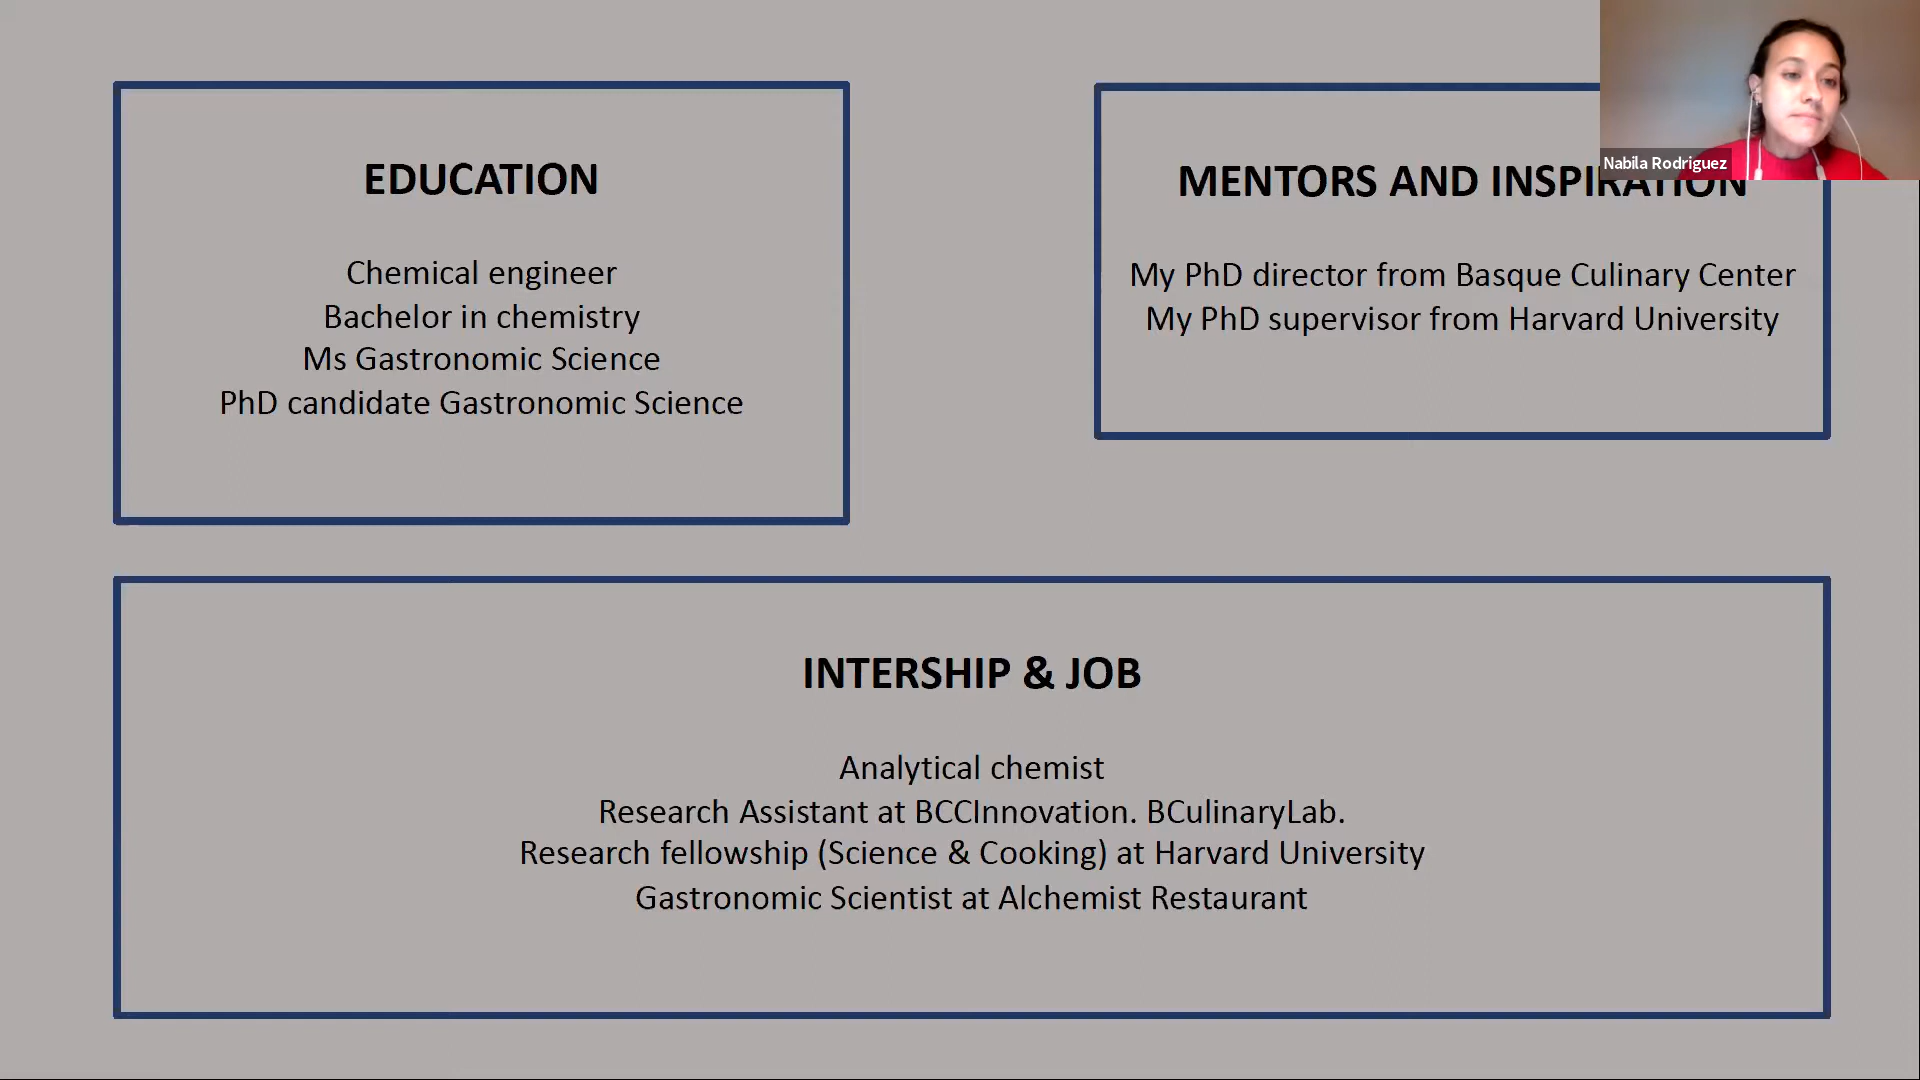 EDUCATION
Chemical engineer
Bachelor in chemistry
Ms Gastronomic Science
PhD candidate Gastronomic Science
MENTORS AND INSPIRATION
My PhD director from Basque Culinary Center
My PhD supervisor from Harvard University
Nabila Rodriguez
INTERSHIP & JOB
Analytical chemist
Research Assistant at BCCInnovation. BCulinaryLab.
Research fellowship (Science & Cooking) at Harvard University
Gastronomic Scientist at Alchemist Restaurant